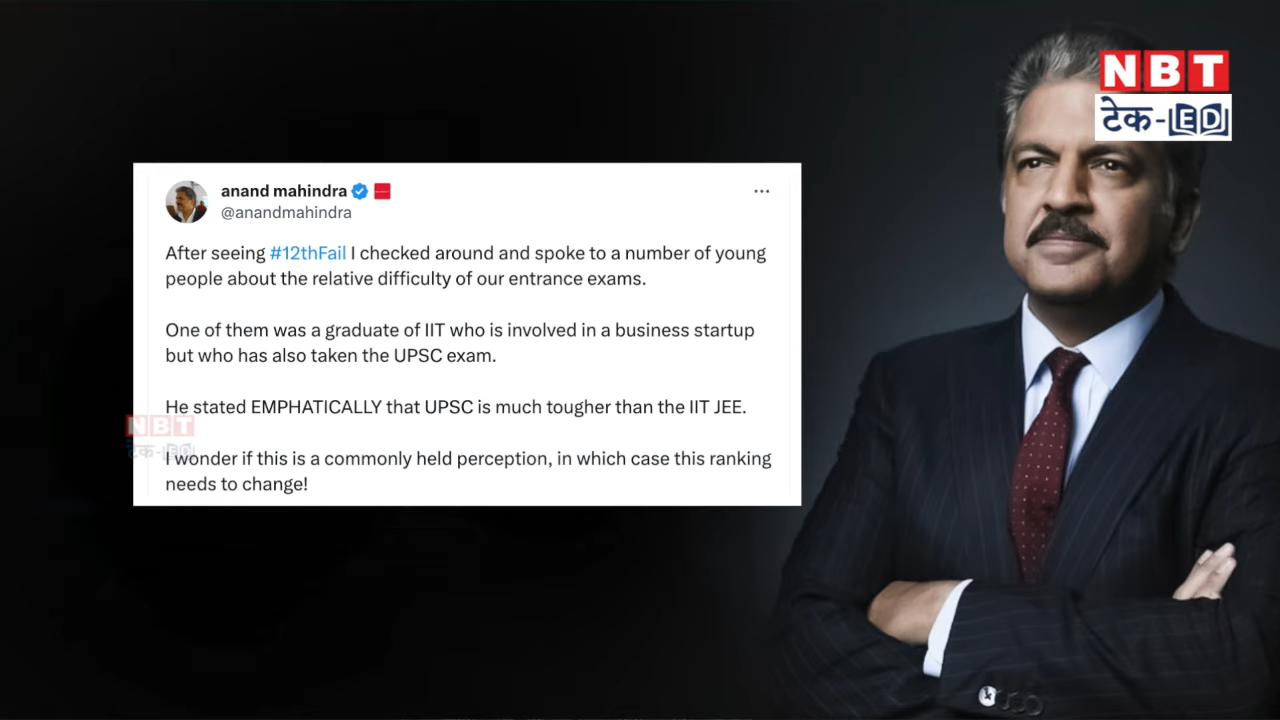 NBT
टेक-ED
anand mahindra
@anandmahindra
After seeing #12thFail I checked around and spoke to a number of young
people about the relative difficulty of our entrance exams.
One of them was a graduate of IIT who is involved in a business startup
but who has also taken the UPSC exam.
He stated EMPHATICALLY that UPSC is much tougher than the IIT JEE.
NBT
टेक-ED
I wonder if this is a commonly held perception, in which case this ranking
needs to change!